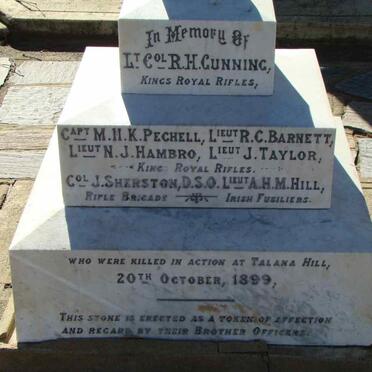 In Memory Of
Lt Col R.H. Gunning,
Kings Royal Rifles,
Capt M.H.K. Pechell, Lieut R.C. Barnett,
Lieut N.J. Hambro, Lieut J. Taylor,
King Royal Rifles.
Col J. Sherston, D.S.O. Lieut A.H.M. Hill,
Rifle Brigade Irish Fusiliers.
who were killed in action at Talana Hill,
20th October, 1899,
This stone is erected as a token of affection
and regard by their Brother Officers.